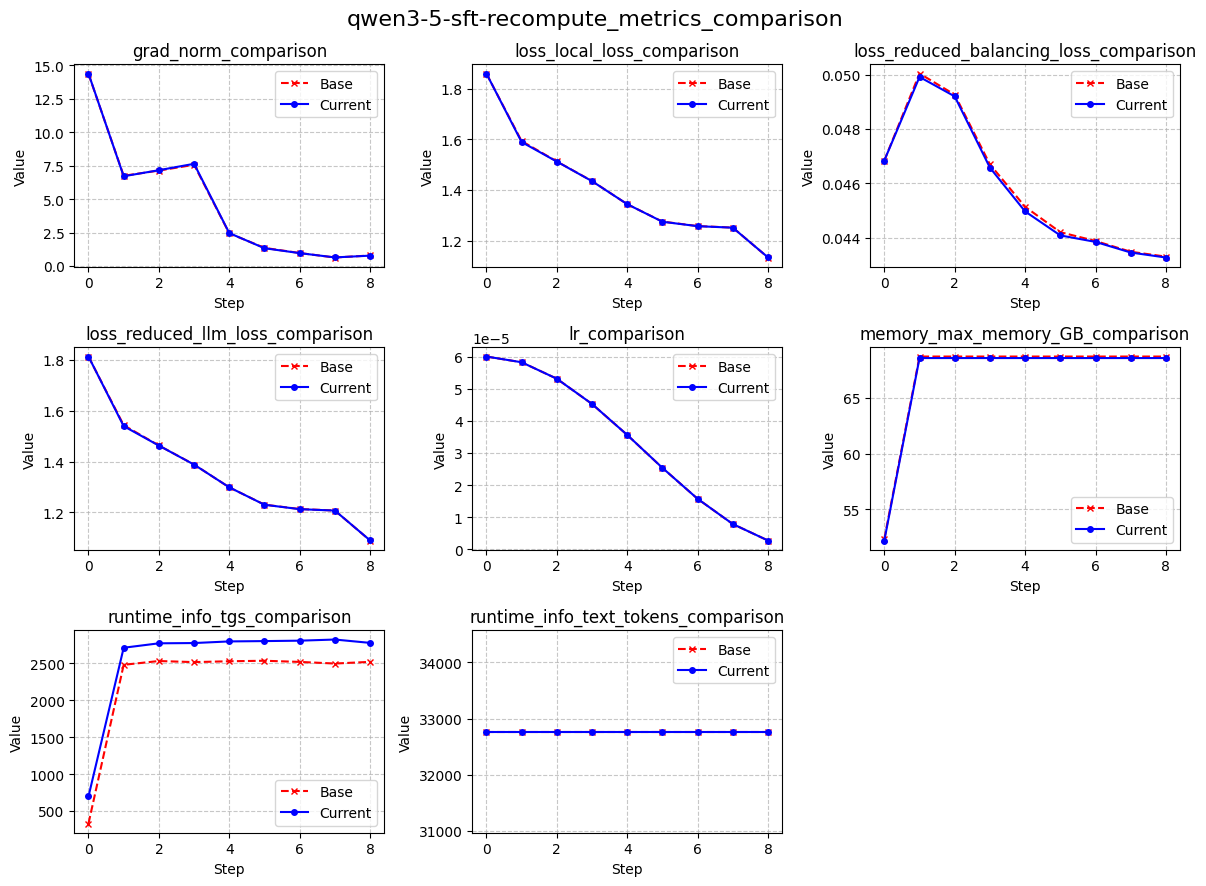 qwen3-5-sft-recompute_metrics_comparison
grad_norm_comparison
15.0
12.5
10.0
7.5
5.0
2.5
0.0
Value
0 2 4 6 8
Step
Base
Current
loss_local_loss_comparison
1.8
1.6
1.4
1.2
Value
0 2 4 6 8
Step
Base
Current
loss_reduced_balancing_loss_comparison
0.050
0.048
0.046
0.044
Value
0 2 4 6 8
Step
Base
Current
loss_reduced_llm_loss_comparison
1.8
1.6
1.4
1.2
Value
0 2 4 6 8
Step
Base
Current
lr_comparison
1e−5
6
5
4
3
2
1
0
Value
0 2 4 6 8
Step
Base
Current
memory_max_memory_GB_comparison
65
60
55
Value
0 2 4 6 8
Step
Base
Current
runtime_info_tgs_comparison
2500
2000
1500
1000
500
Value
0 2 4 6 8
Step
Base
Current
runtime_info_text_tokens_comparison
34000
33000
32000
31000
Value
0 2 4 6 8
Step
Base
Current